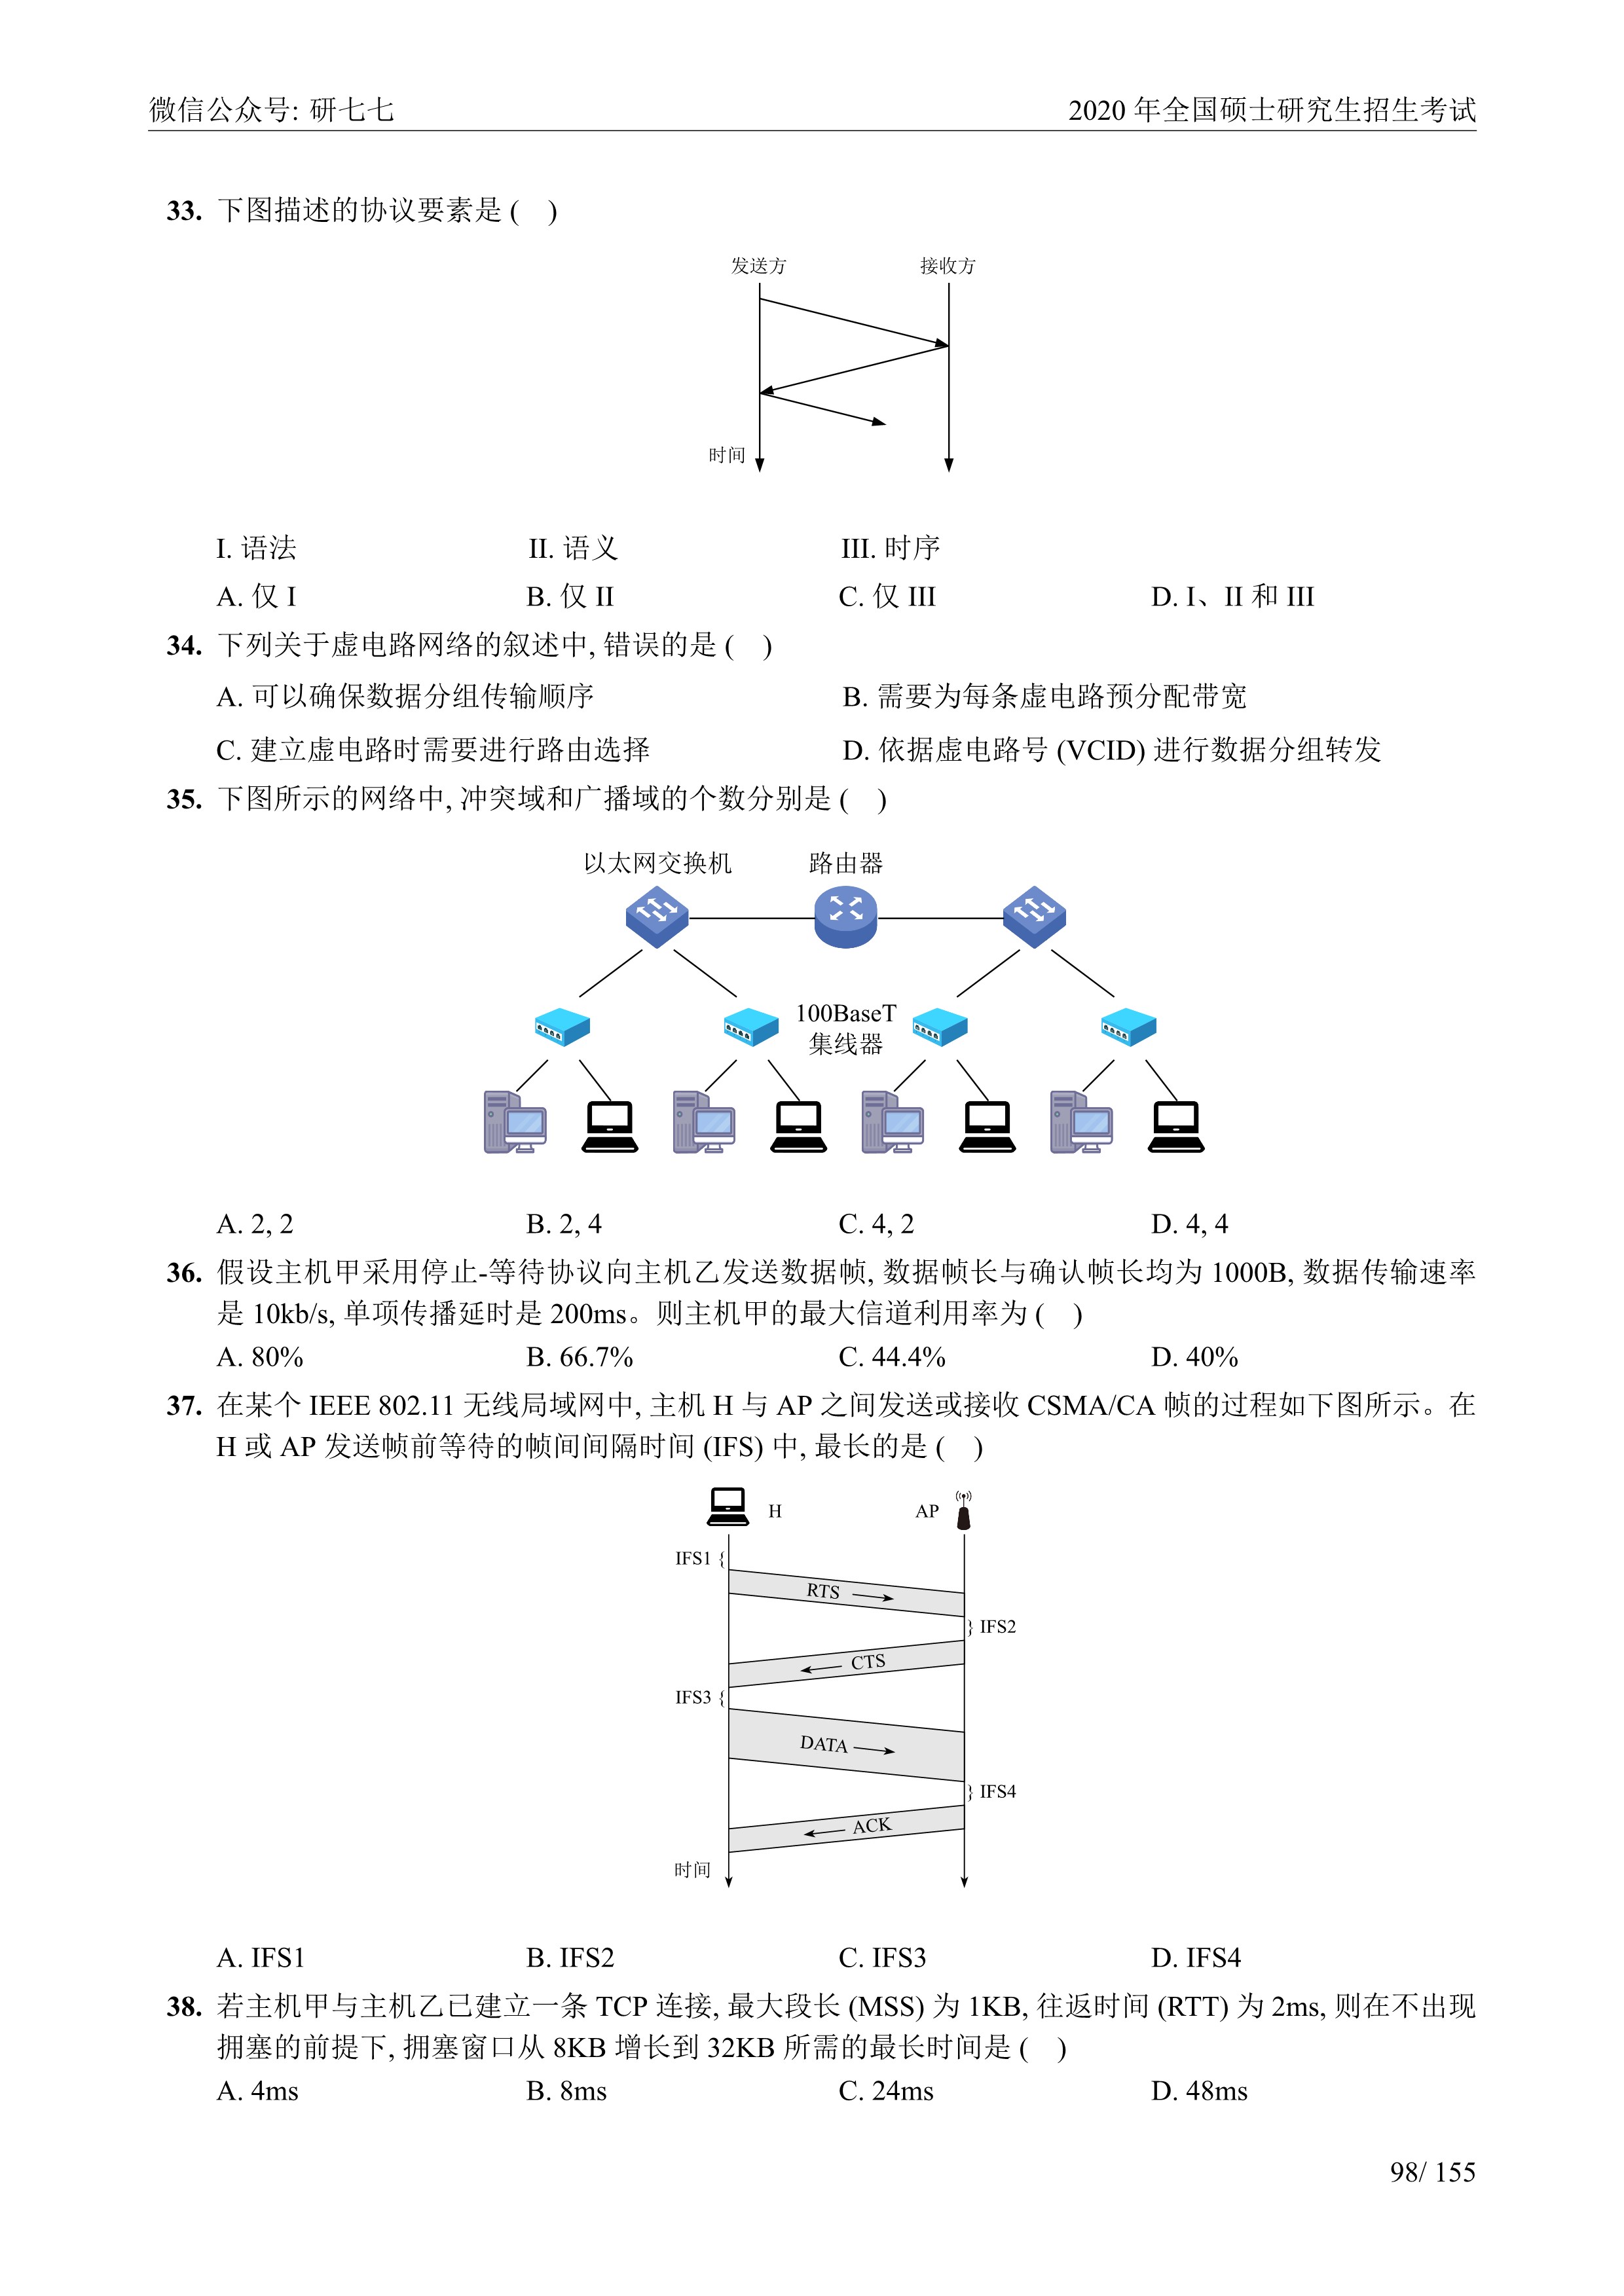 微信公众号: 研七七
2020 年全国硕士研究生招生考试
33. 下图描述的协议要素是 ( )
发送方
接收方
时间
I. 语法 II. 语义 III. 时序
A. 仅 I B. 仅 II C. 仅 III D. I、II 和 III
34. 下列关于虚电路网络的叙述中, 错误的是 ( )
A. 可以确保数据分组传输顺序 B. 需要为每条虚电路预分配带宽
C. 建立虚电路时需要进行路由选择 D. 依据虚电路号 (VCID) 进行数据分组转发
35. 下图所示的网络中, 冲突域和广播域的个数分别是 ( )
以太网交换机 路由器
100BaseT
集线器
A. 2, 2 B. 2, 4 C. 4, 2 D. 4, 4
36. 假设主机甲采用停止-等待协议向主机乙发送数据帧, 数据帧长与确认帧长均为 1000B, 数据传输速率
是 10kb/s, 单项传播延时是 200ms。则主机甲的最大信道利用率为 ( )
A. 80% B. 66.7% C. 44.4% D. 40%
37. 在某个 IEEE 802.11 无线局域网中, 主机 H 与 AP 之间发送或接收 CSMA/CA 帧的过程如下图所示。在
H 或 AP 发送帧前等待的帧间间隔时间 (IFS) 中, 最长的是 ( )
H AP
IFS1 {
RTS
} IFS2
CTS
IFS3 {
DATA
} IFS4
ACK
时间
A. IFS1 B. IFS2 C. IFS3 D. IFS4
38. 若主机甲与主机乙已建立一条 TCP 连接, 最大段长 (MSS) 为 1KB, 往返时间 (RTT) 为 2ms, 则在不出现
拥塞的前提下, 拥塞窗口从 8KB 增长到 32KB 所需的最长时间是 ( )
A. 4ms B. 8ms C. 24ms D. 48ms
98/ 155